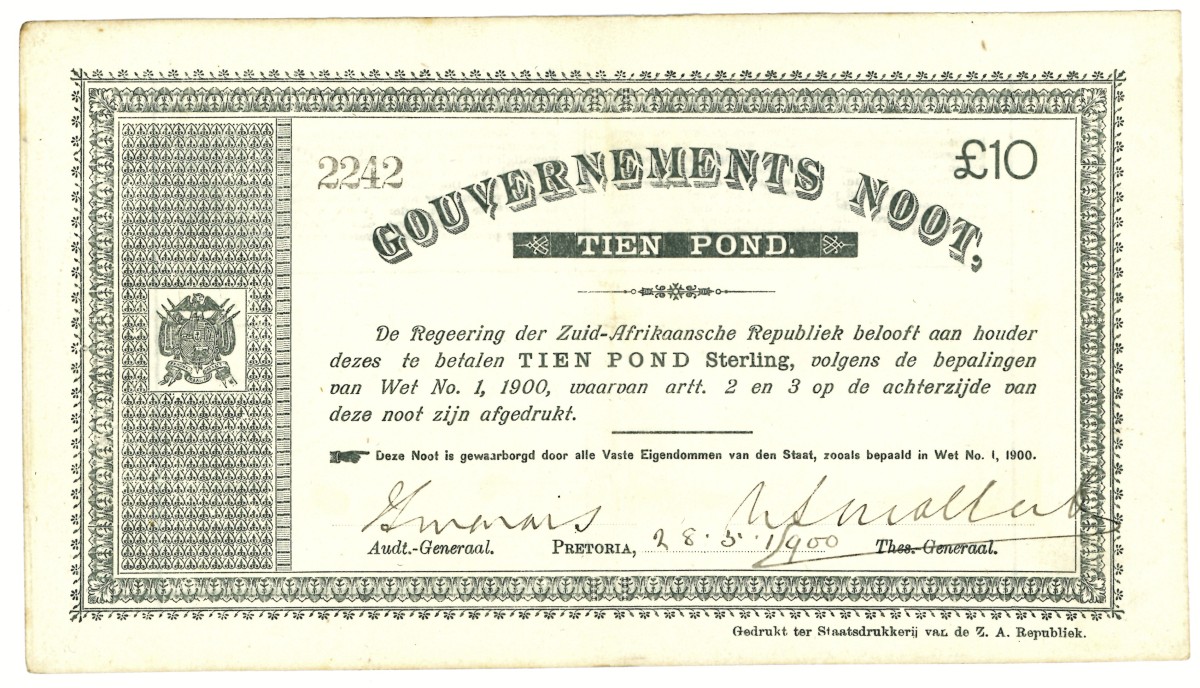 2242
£10
GOUVERNEMENTS NOOT,
TIEN POND.
De Regeering der Zuid-Afrikaansche Republiek belooft aan houder
dezes te betalen TIEN POND Sterling, volgens de bepalingen
van Wet No. 1, 1900, waarvan artt. 2 en 3 op de achterzijde van
deze noot zijn afgedrukt.
Deze Noot is gewaarborgd door alle Vaste Eigendommen van den Staat, zooals bepaald in Wet No. 1, 1900.
Audt.-Generaal. PRETORIA, 28.5.1900 Thes.-Generaal.
Gedrukt ter Staatsdrukkerij van de Z. A. Republiek.